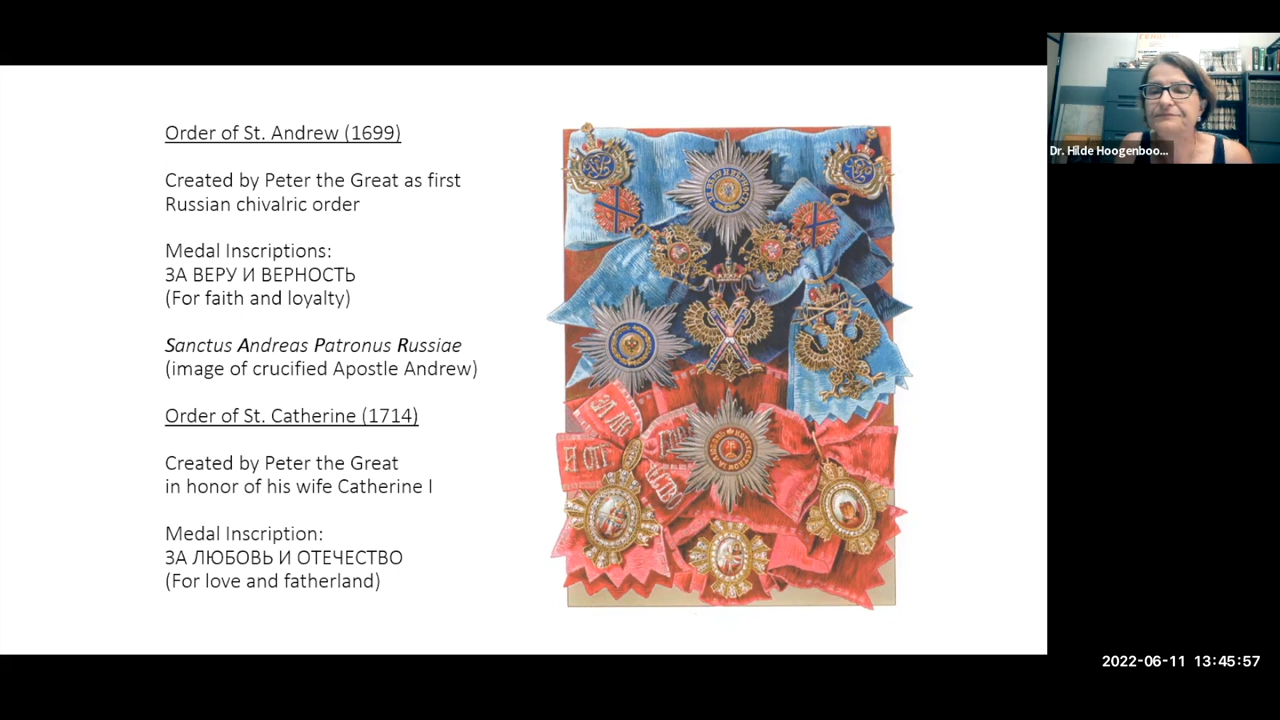 Order of St. Andrew (1699)
Created by Peter the Great as first
Russian chivalric order
Medal Inscriptions:
ЗА ВЕРУ И ВЕРНОСТЬ
(For faith and loyalty)
Sanctus Andreas Patronus Russiae
(image of crucified Apostle Andrew)
Order of St. Catherine (1714)
Created by Peter the Great
in honor of his wife Catherine I
Medal Inscription:
ЗА ЛЮБОВЬ И ОТЕЧЕСТВО
(For love and fatherland)
Dr. Hilde Hoogenboo...
2022-06-11 13:45:57